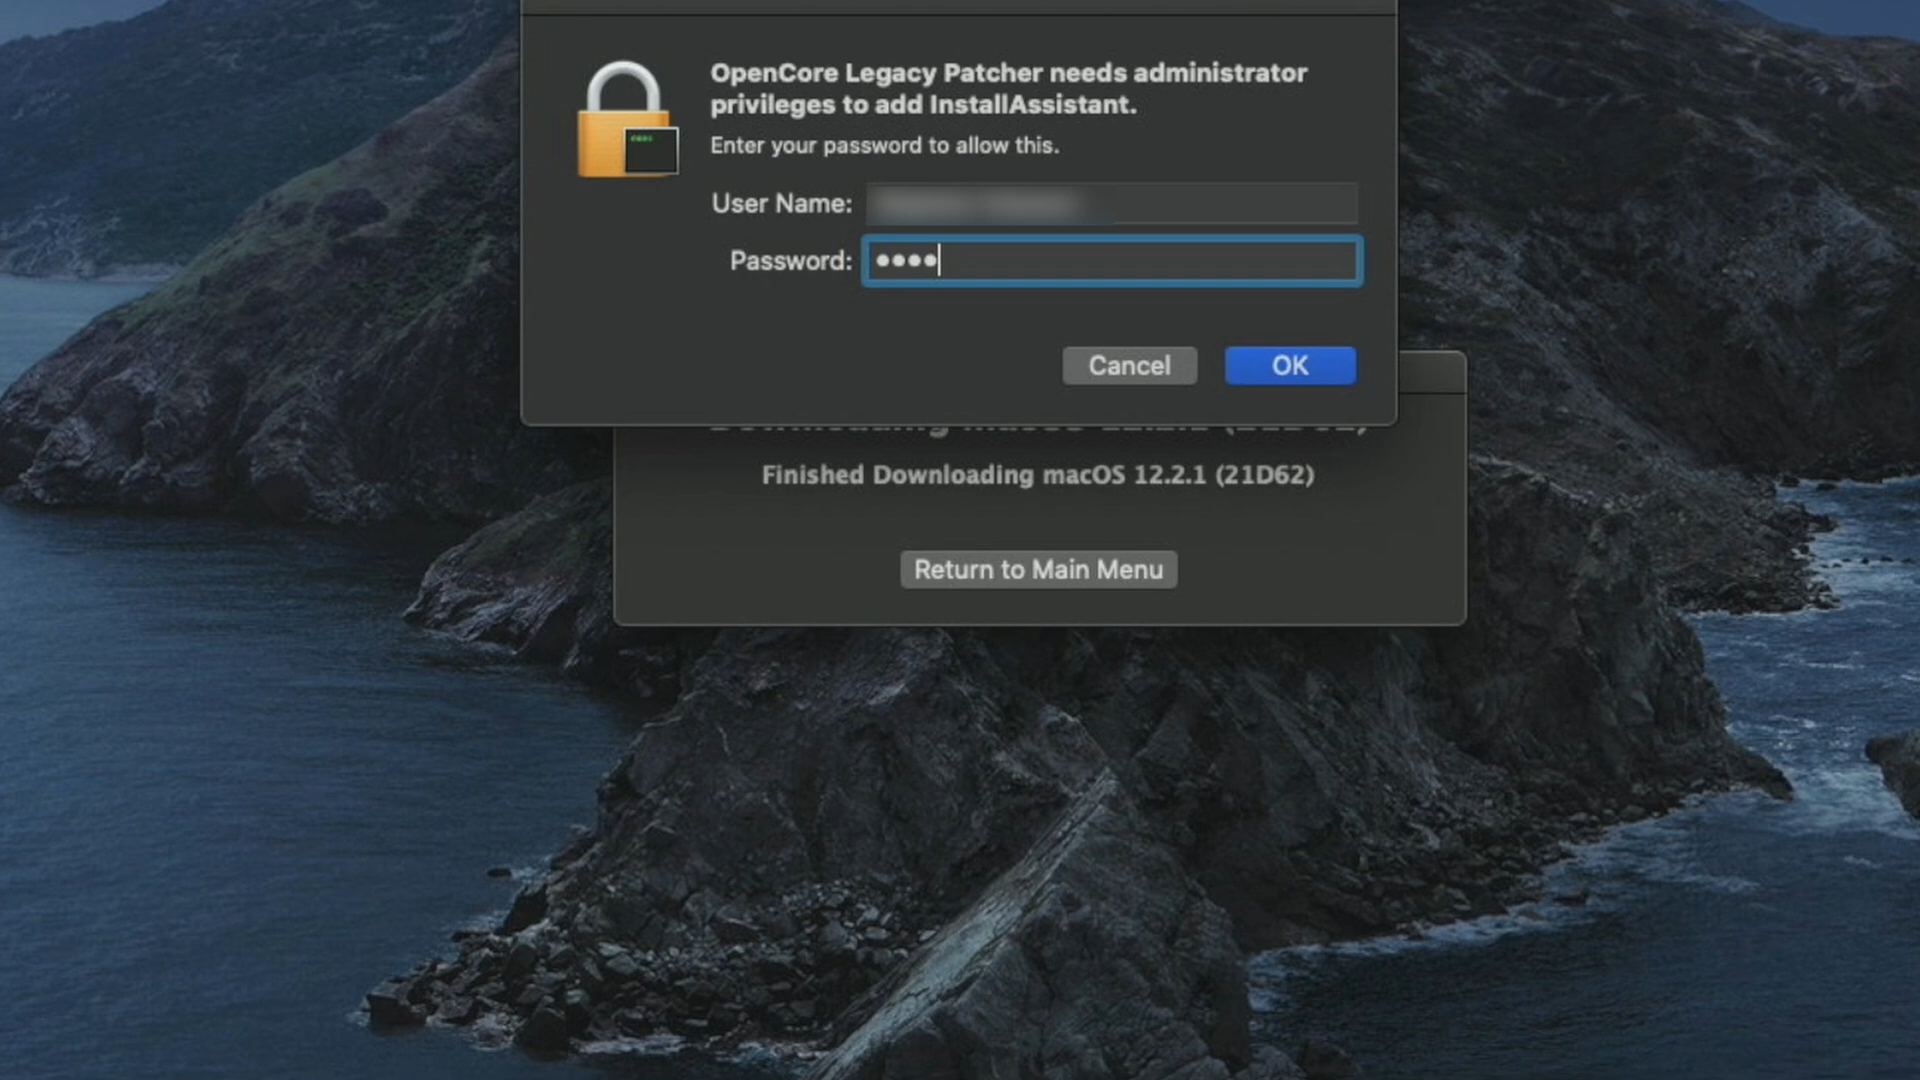 OpenCore Legacy Patcher needs administrator
privileges to add InstallAssistant.
Enter your password to allow this.
User Name:
Password: ••••
Cancel
OK
Finished Downloading macOS 12.2.1 (21D62)
Return to Main Menu